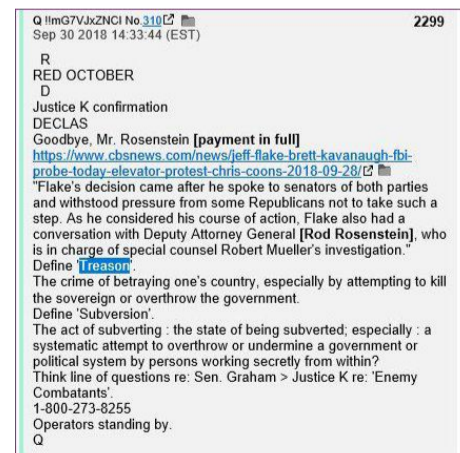 Q !!mG7VJxZNCI No.310 2299
Sep 30 2018 14:33:44 (EST)
R
RED OCTOBER
D
Justice K confirmation
DECLAS
Goodbye, Mr. Rosenstein [payment in full]
https://www.cbsnews.com/news/jeff-flake-brett-kavanaugh-fbi-
probe-today-elevator-protest-chris-coons-2018-09-28/
"Flake's decision came after he spoke to senators of both parties
and withstood pressure from some Republicans not to take such a
step. As he considered his course of action, Flake also had a
conversation with Deputy Attorney General [Rod Rosenstein], who
is in charge of special counsel Robert Mueller's investigation."
Define 'Treason'.
The crime of betraying one's country, especially by attempting to kill
the sovereign or overthrow the government.
Define 'Subversion'.
The act of subverting : the state of being subverted; especially : a
systematic attempt to overthrow or undermine a government or
political system by persons working secretly from within?
Think line of questions re: Sen. Graham > Justice K re: 'Enemy
Combatants'.
1-800-273-8255
Operators standing by.
Q